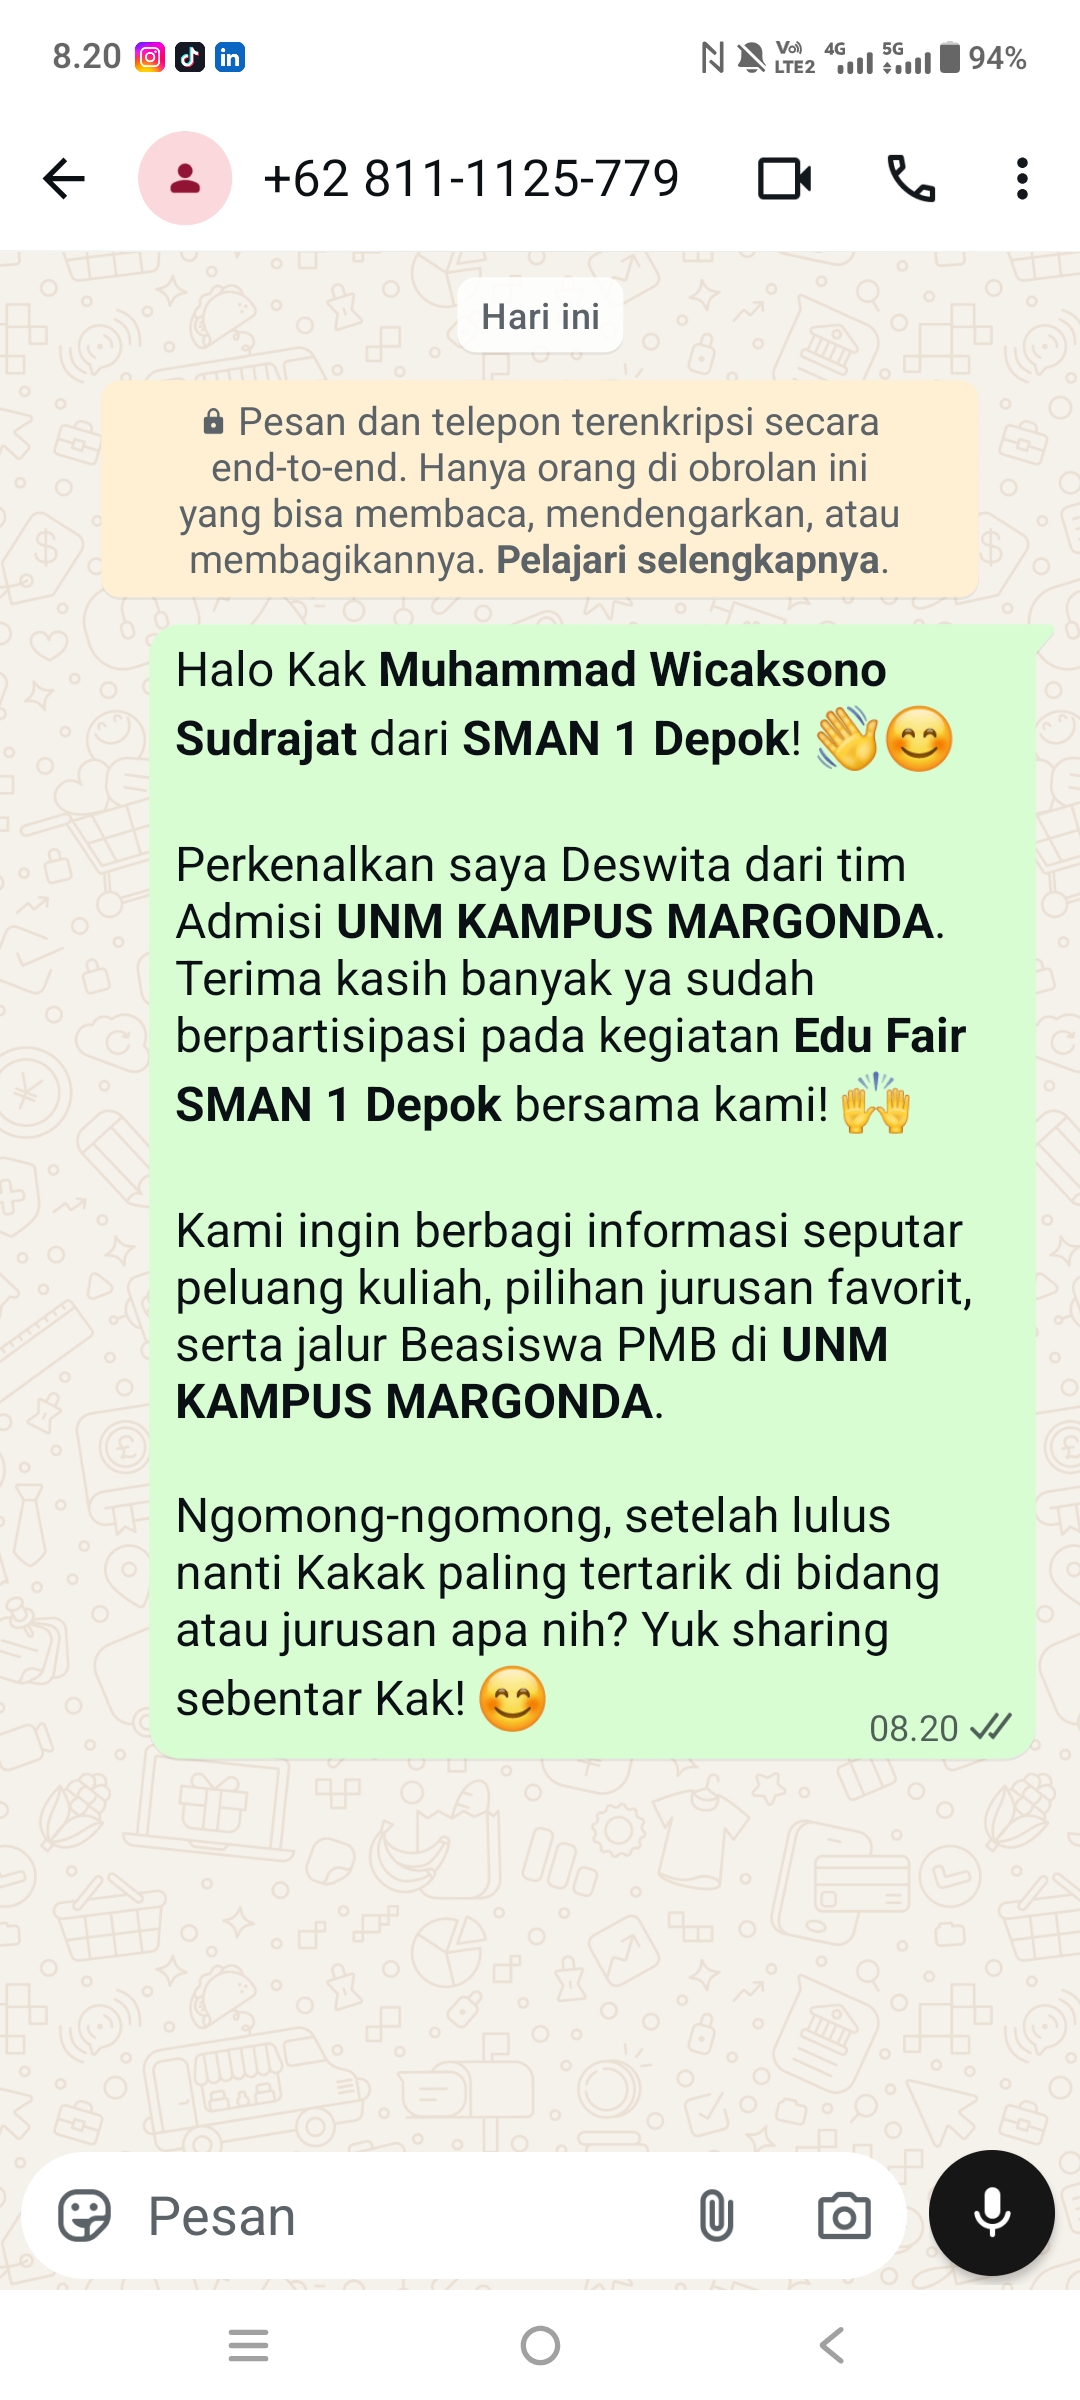 8.20
Vo) LTE2 4G 5G 94%
+62 811-1125-779
Hari ini
Pesan dan telepon terenkripsi secara
end-to-end. Hanya orang di obrolan ini
yang bisa membaca, mendengarkan, atau
membagikannya. Pelajari selengkapnya.
Halo Kak Muhammad Wicaksono
Sudrajat dari SMAN 1 Depok! 👋😊
Perkenalkan saya Deswita dari tim
Admisi UNM KAMPUS MARGONDA.
Terima kasih banyak ya sudah
berpartisipasi pada kegiatan Edu Fair
SMAN 1 Depok bersama kami! 🙌
Kami ingin berbagi informasi seputar
peluang kuliah, pilihan jurusan favorit,
serta jalur Beasiswa PMB di UNM
KAMPUS MARGONDA.
Ngomong-ngomong, setelah lulus
nanti Kakak paling tertarik di bidang
atau jurusan apa nih? Yuk sharing
sebentar Kak! 😊
08.20
Pesan